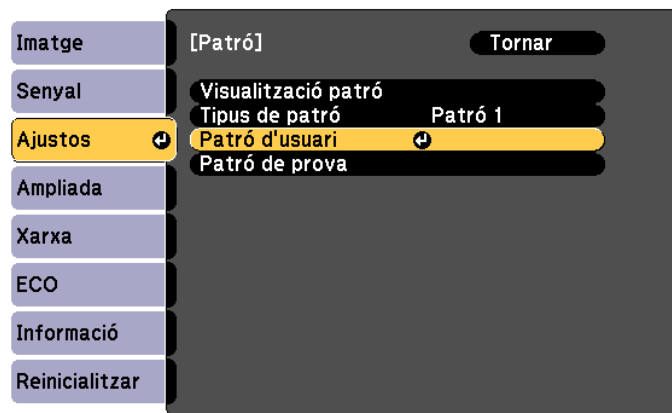 Imatge
Senyal
Ajustos
Ampliada
Xarxa
ECO
Informació
Reinicialitzar
[Patró] Tornar
Visualització patró
Tipus de patró Patró 1
Patró d'usuari
Patró de prova